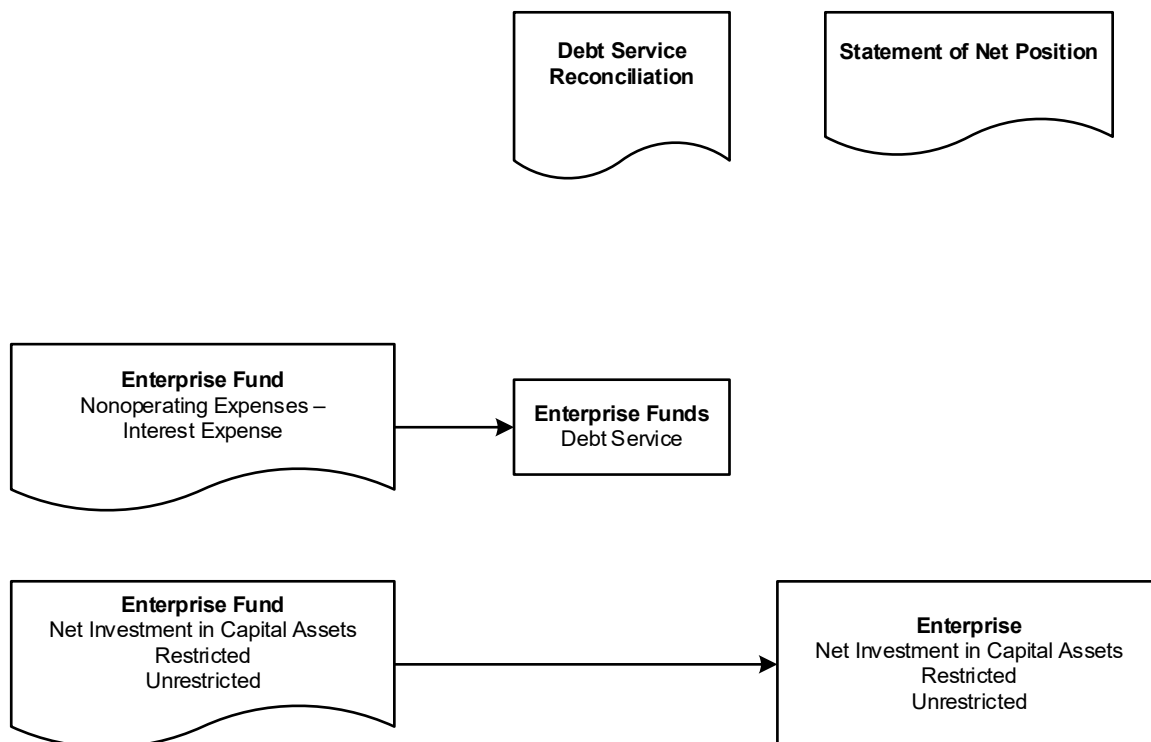 Debt Service
Reconciliation
Statement of Net Position
Enterprise Fund
Nonoperating Expenses –
Interest Expense
Enterprise Funds
Debt Service
Enterprise Fund
Net Investment in Capital Assets
Restricted
Unrestricted
Enterprise
Net Investment in Capital Assets
Restricted
Unrestricted